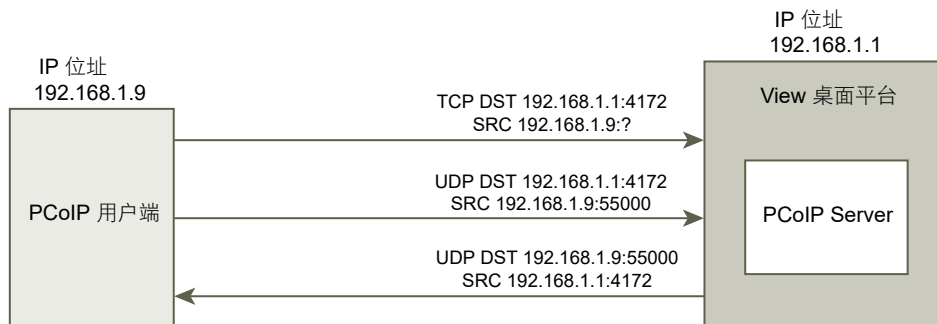 IP 位址
192.168.1.1
IP 位址
192.168.1.9
TCP DST 192.168.1.1:4172
SRC 192.168.1.9:?
View 桌面平台
UDP DST 192.168.1.1:4172
SRC 192.168.1.9:55000
PCoIP 用户端
PCoIP Server
UDP DST 192.168.1.9:55000
SRC 192.168.1.1:4172